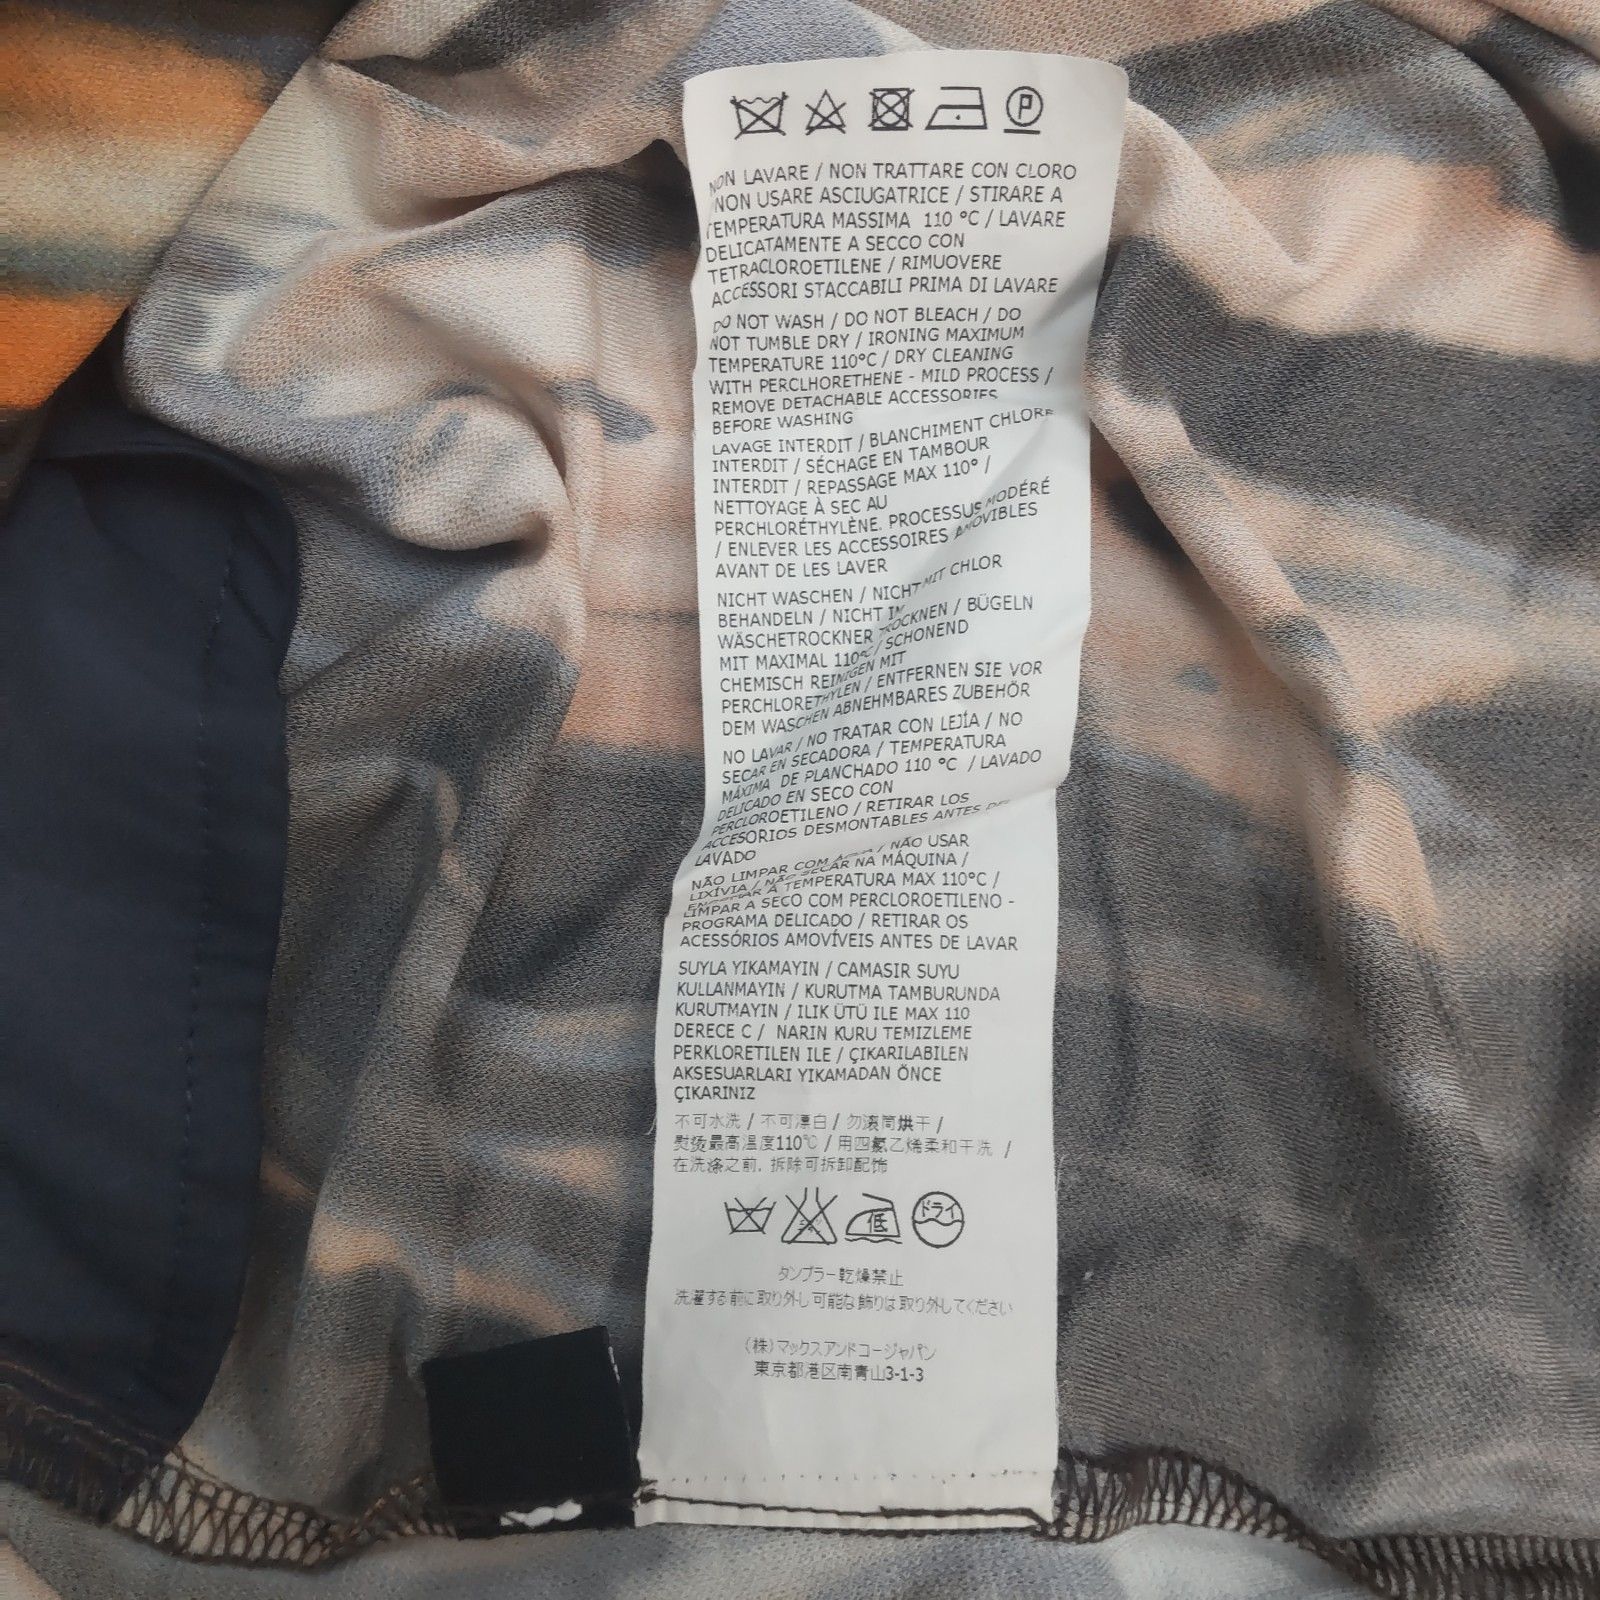 P
NON LAVARE / NON TRATTARE CON CLORO
/ NON USARE ASCIUGATRICE / STIRARE A
TEMPERATURA MASSIMA 110 °C / LAVARE
DELICATAMENTE A SECCO CON
TETRACLOROETILENE / RIMUOVERE
ACCESSORI STACCABILI PRIMA DI LAVARE
DO NOT WASH / DO NOT BLEACH / DO
NOT TUMBLE DRY / IRONING MAXIMUM
TEMPERATURE 110°C / DRY CLEANING
WITH PERCLHORETHENE - MILD PROCESS /
REMOVE DETACHABLE ACCESSORIES
BEFORE WASHING
LAVAGE INTERDIT / BLANCHIMENT CHLORE
INTERDIT / SÉCHAGE EN TAMBOUR
INTERDIT / REPASSAGE MAX 110° /
NETTOYAGE À SEC AU
PERCHLORÉTHYLÈNE. PROCESSUS MODÉRÉ
/ ENLEVER LES ACCESSOIRES AMOVIBLES
AVANT DE LES LAVER
NICHT WASCHEN / NICHT MIT CHLOR
BEHANDELN / NICHT IM
WÄSCHETROCKNER TROCKNEN / BÜGELN
MIT MAXIMAL 110°C / SCHONEND
CHEMISCH REINIGEN MIT
PERCHLORETHYLEN / ENTFERNEN SIE VOR
DEM WASCHEN ABNEHMBARES ZUBEHÖR
NO LAVAR / NO TRATAR CON LEJÍA / NO
SECAR EN SECADORA / TEMPERATURA
MÁXIMA DE PLANCHADO 110 °C / LAVADO
DELICADO EN SECO CON
PERCLOROETILENO / RETIRAR LOS
ACCESORIOS DESMONTABLES ANTES DEL
LAVADO
NÃO LIMPAR COM AGUA / NÃO USAR
LIXÍVIA / NÃO SECAR NA MÁQUINA /
ENGOMAR A TEMPERATURA MAX 110°C /
LIMPAR A SECO COM PERCLOROETILENO -
PROGRAMA DELICADO / RETIRAR OS
ACESSÓRIOS AMOVÍVEIS ANTES DE LAVAR
SUYLA YIKAMAYIN / CAMASIR SUYU
KULLANMAYIN / KURUTMA TAMBURUNDA
KURUTMAYIN / ILIK ÜTÜ ILE MAX 110
DERECE C / NARIN KURU TEMIZLEME
PERKLORETILEN ILE / ÇIKARILABILEN
AKSESUARLARI YIKAMADAN ÖNCE
ÇIKARINIZ
不可水洗 / 不可漂白 / 勿滚筒烘干 /
熨烫最高温度110℃ / 用四氯乙烯柔和干洗 /
在洗涤之前, 拆除可拆卸配饰
低 ドライ
タンブラー乾燥禁止
洗濯する前に取り外し可能な飾りは取り外してください
(株)マックスアンドコージャパン
東京都港区南青山3-1-3